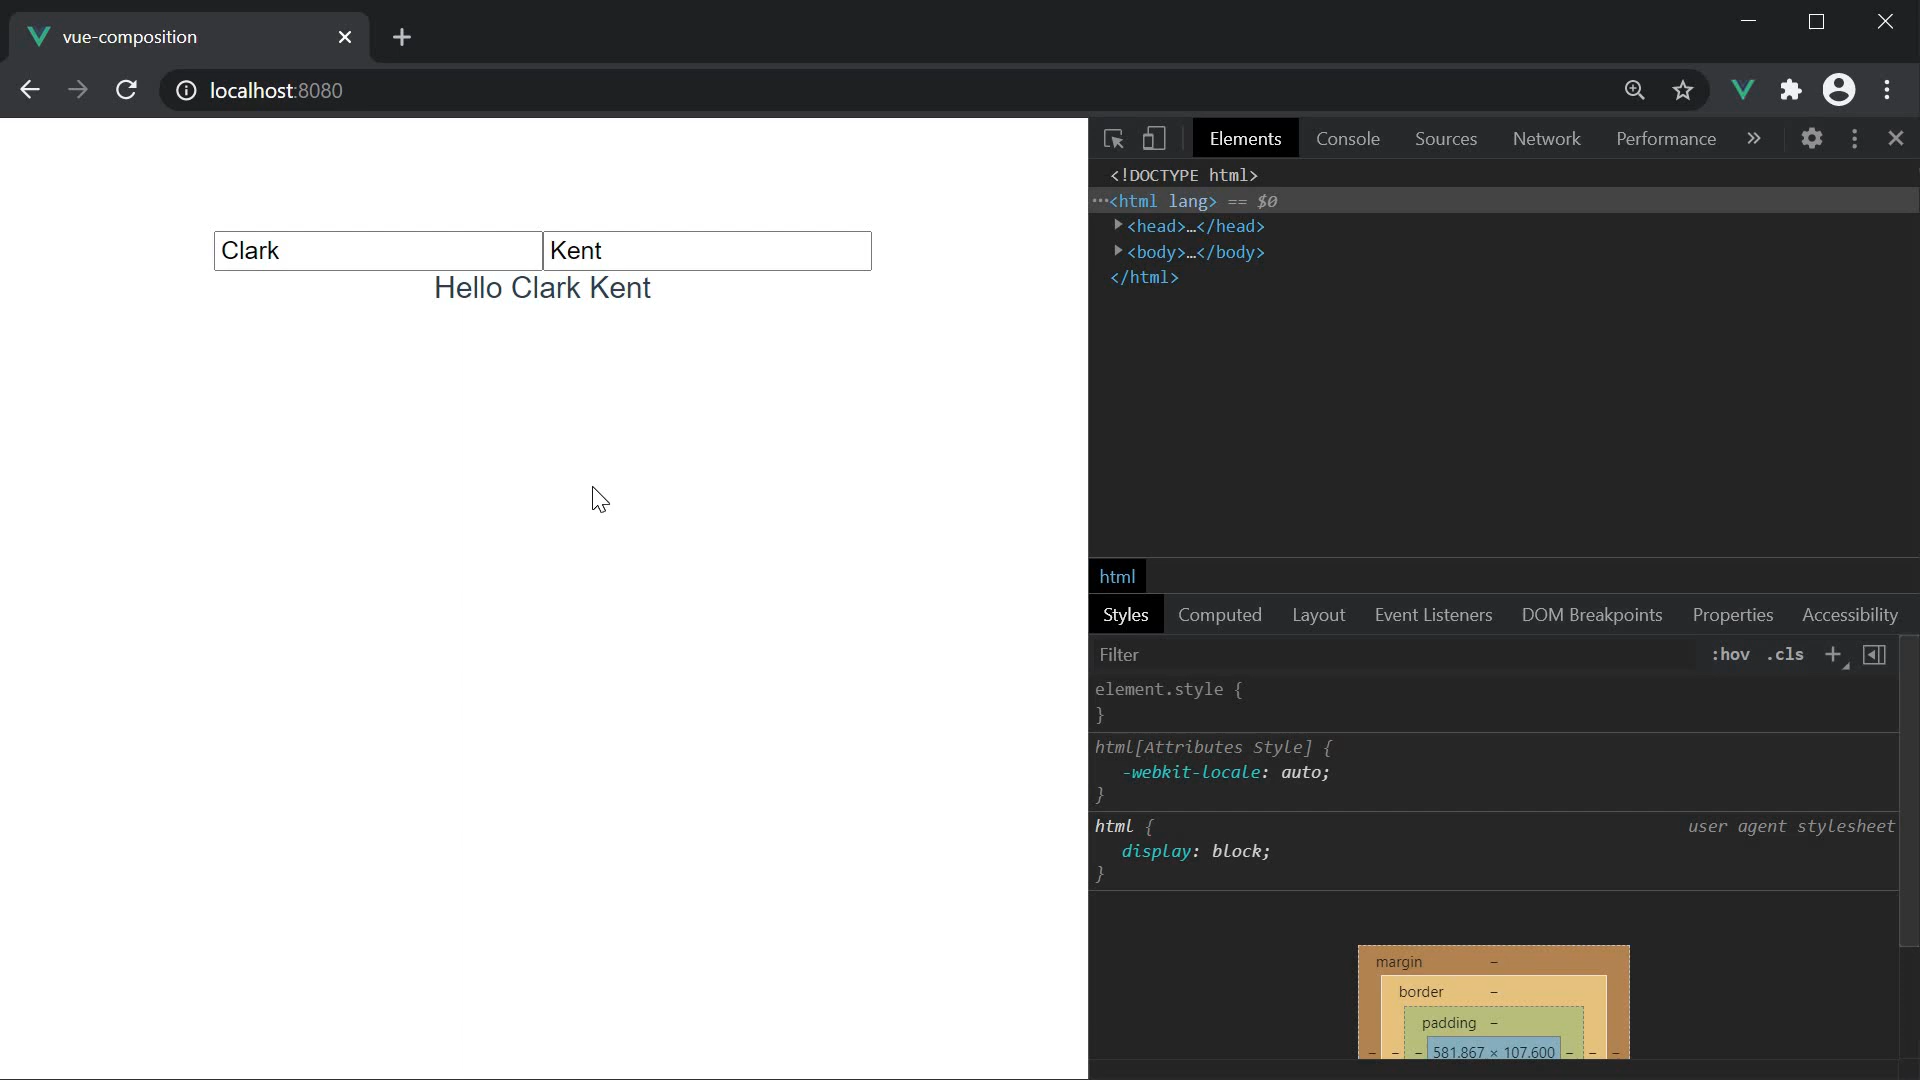 vue-composition
localhost:8080
Clark
Kent
Hello Clark Kent
Elements Console Sources Network Performance
<!DOCTYPE html>
…<html lang> == $0
<head>…</head>
<body>…</body>
</html>
html
Styles Computed Layout Event Listeners DOM Breakpoints Properties Accessibility
Filter :hov .cls
element.style {
}
html[Attributes Style] {
-webkit-locale: auto;
}
html { user agent stylesheet
display: block;
}
margin –
border –
padding –
– – – 581.867 × 107.600 – – –